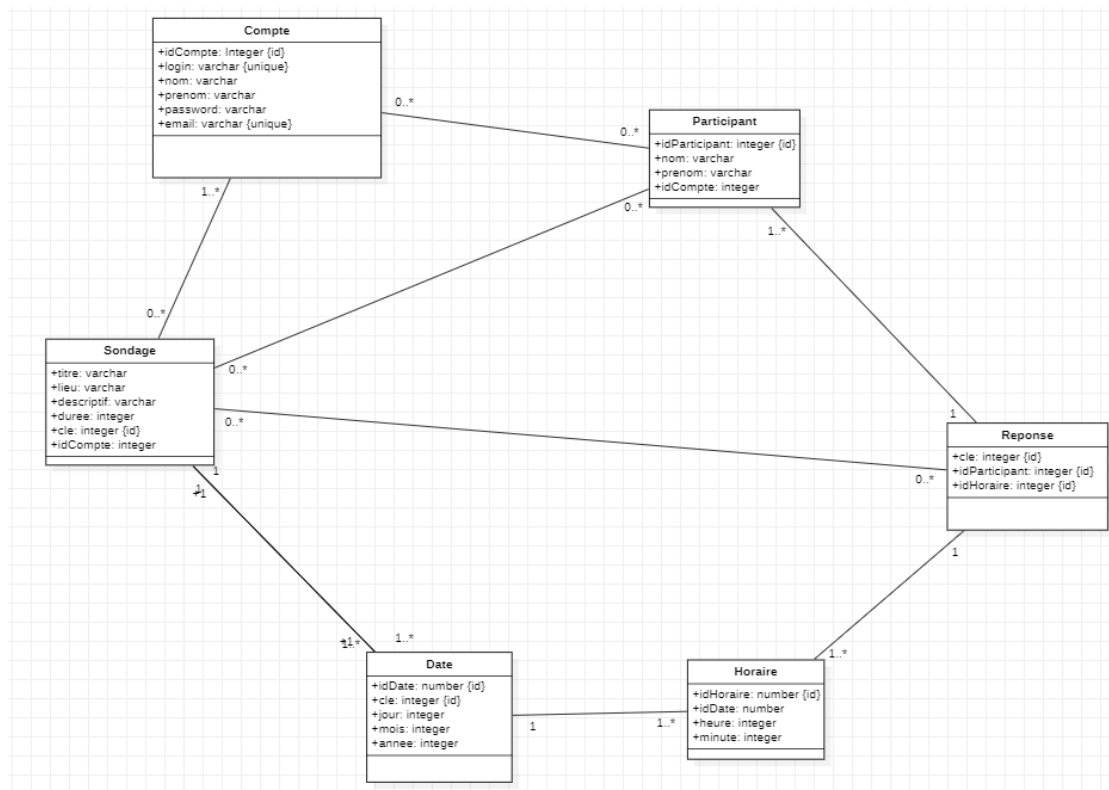 Compte
+idCompte: Integer {id}
+login: varchar {unique}
+nom: varchar
+prenom: varchar
+password: varchar
+email: varchar {unique}
0..*
0..*
Participant
+idParticipant: integer {id}
+nom: varchar
+prenom: varchar
+idCompte: integer
1..*
0..*
1..*
0..*
Sondage
+titre: varchar
+lieu: varchar
+descriptif: varchar
+duree: integer
+cle: integer {id}
+idCompte: integer
0..*
0..*
1
Reponse
+cle: integer {id}
+idParticipant: integer {id}
+idHoraire: integer {id}
0..*
1
1
1..*
1..*
Date
+idDate: number {id}
+cle: integer {id}
+jour: integer
+mois: integer
+annee: integer
1
1..*
Horaire
+idHoraire: number {id}
+idDate: number
+heure: integer
+minute: integer